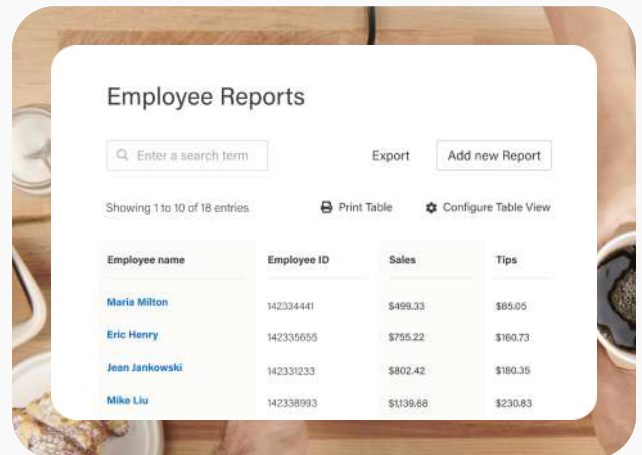 Employee Reports
Enter a search term Export Add new Report
Showing 1 to 10 of 18 entries Print Table Configure Table View
Employee name Employee ID Sales Tips
Maria Milton 142334441 $499.33 $85.05
Eric Henry 142335655 $755.22 $160.73
Jean Jankowski 142331233 $802.42 $180.35
Mike Liu 142338993 $1,139.68 $230.83